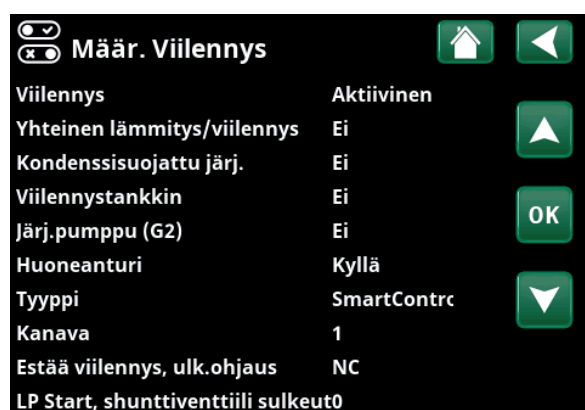 Määr. Viilennys
Viilennys Aktiivinen
Yhteinen lämmitys/viilennys Ei
Kondenssisuojattu järj. Ei
Viilennystankkin Ei
Järj.pumppu (G2) Ei
OK
Huoneanturi Kyllä
Tyyppi SmartContrc
Kanava 1
Estää viilennys, ulk.ohjaus NC
LP Start, shunttiventtiili sulkeut0